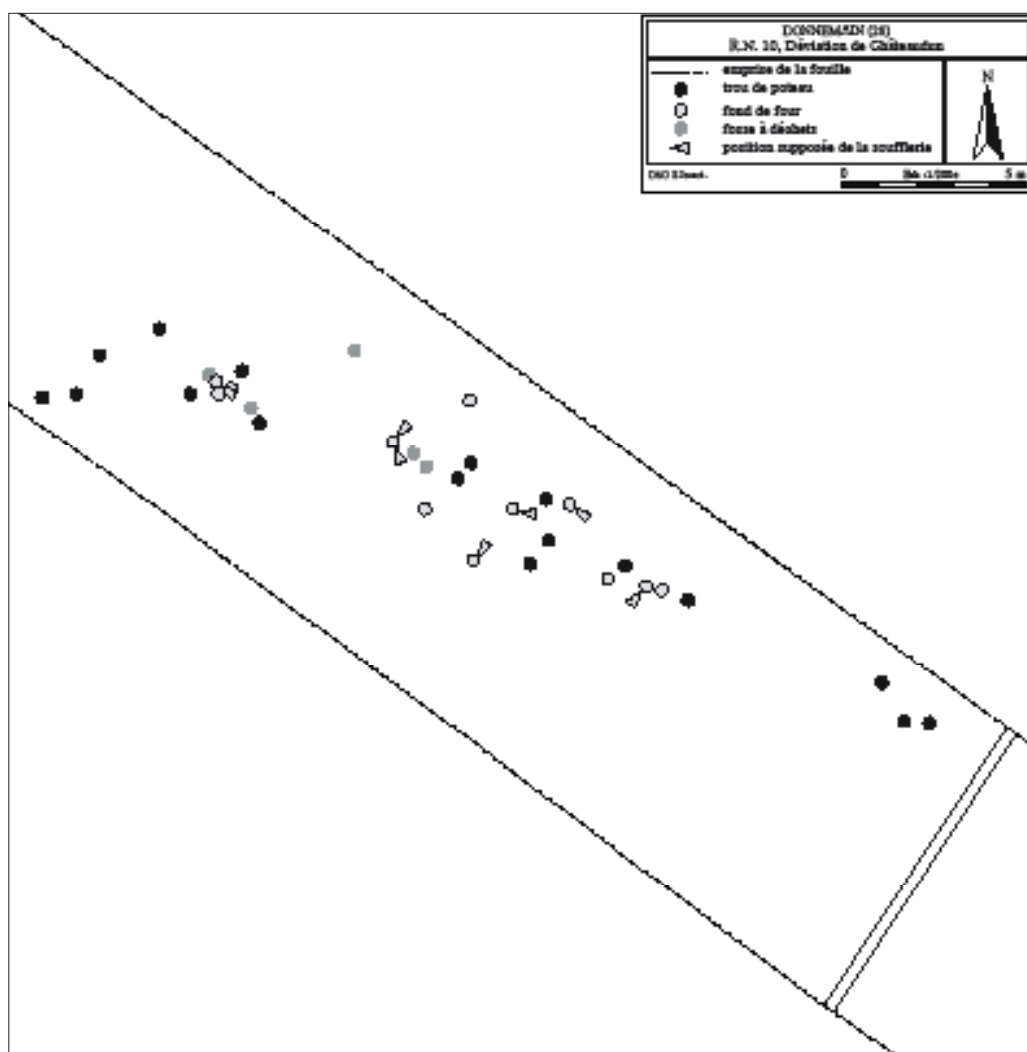 DONNEMAIN (28)
R.N. 10, Déviation de Châteaudun
emprise de la fouille
trou de poteau
fond de four
fosse à déchets
position supposée de la soufflerie
N
DAO
0
5 m